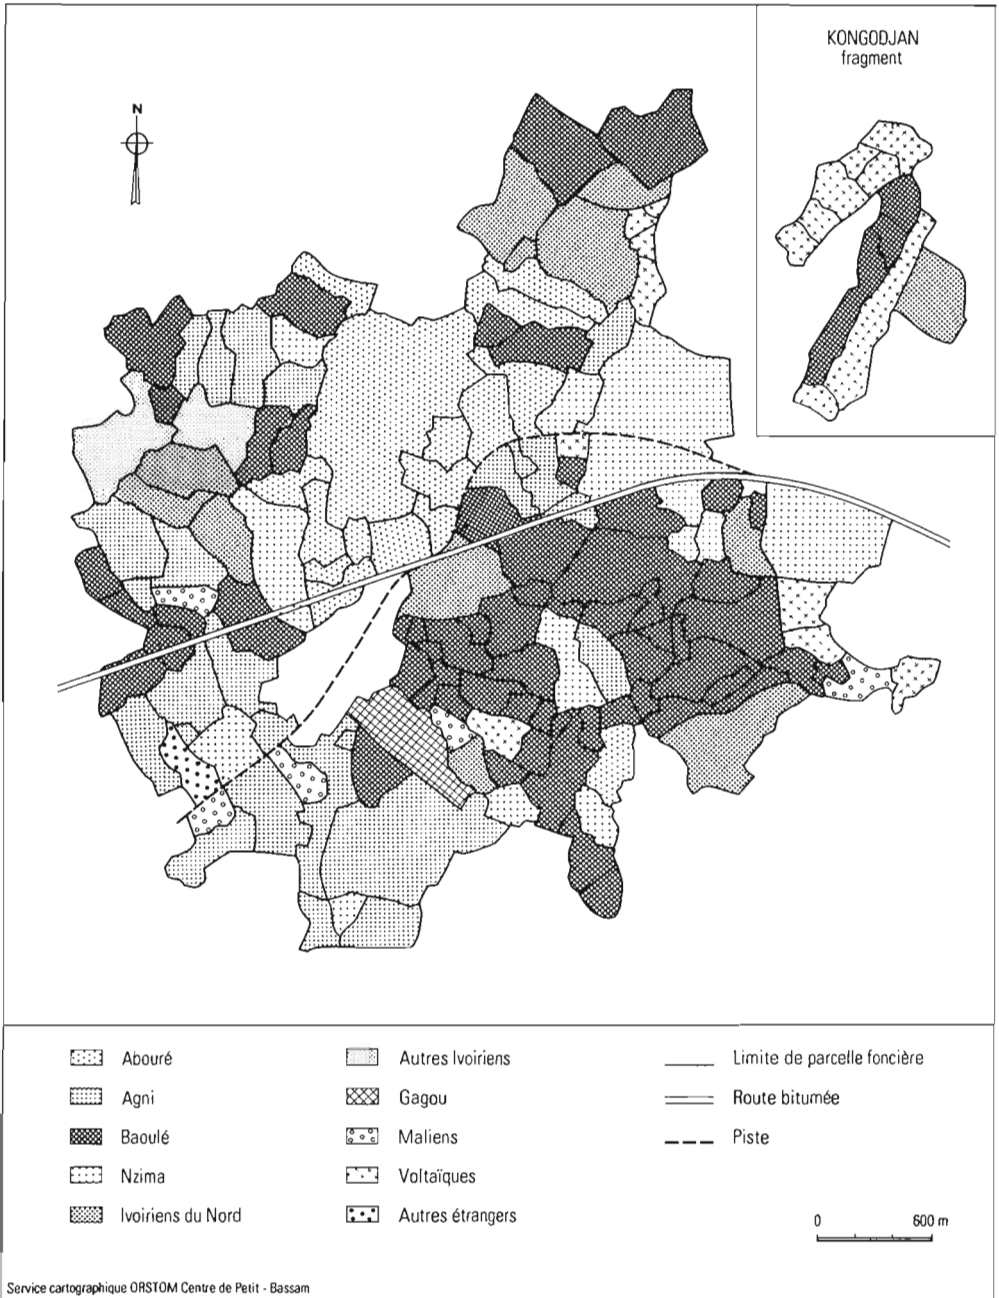 KONGODJAN
fragment
N
Abouré
Agni
Baoulé
Nzima
Ivoiriens du Nord
Autres Ivoiriens
Gagou
Maliens
Voltaïques
Autres étrangers
Limite de parcelle foncière
Route bitumée
Piste
0 600 m
Service cartographique ORSTOM Centre de Petit - Bassam